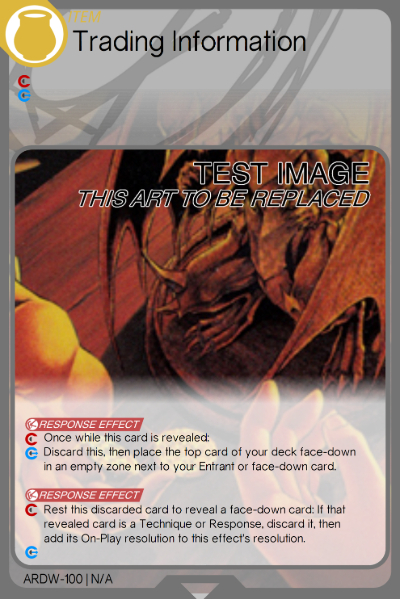 Trading Information
TEST IMAGE
THIS ART TO BE REPLACED
RESPONSE EFFECT
C Once while this card is revealed:
C Discard this, then place the top card of your deck face-down
in an empty zone next to your Entrant or face-down card.
RESPONSE EFFECT
C Rest this discarded card to reveal a face-down card: If that
revealed card is a Technique or Response, discard it, then
add its On-Play resolution to this effect's resolution.
ARDW-100 | N/A